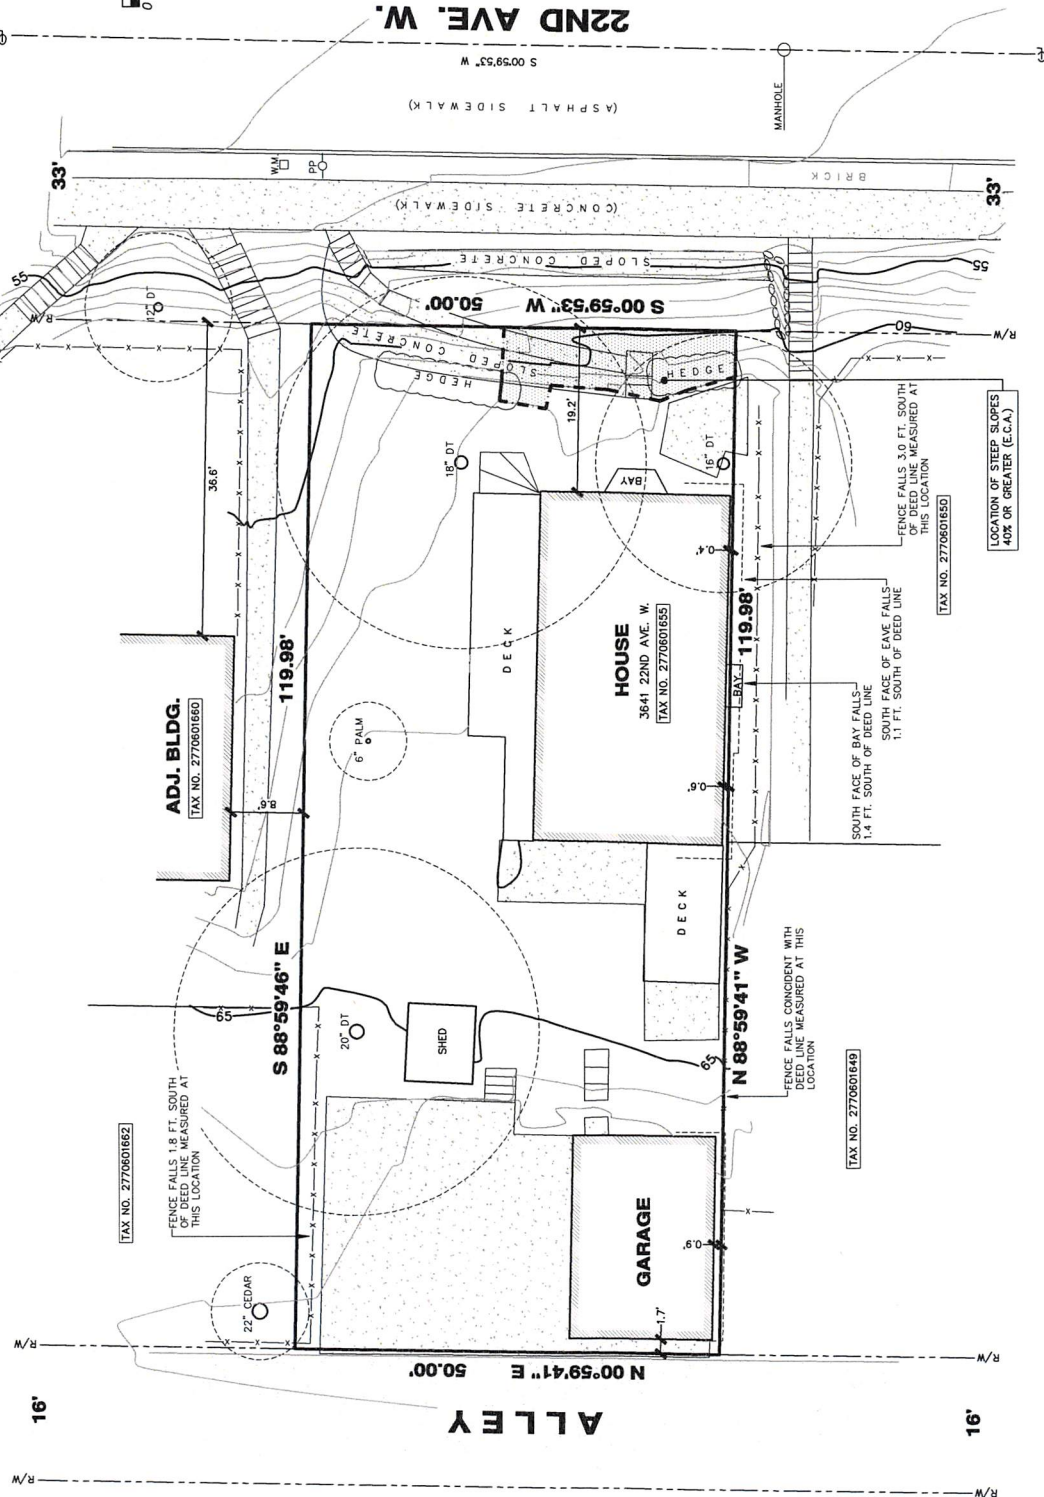 22ND AVE. W.
S 00°59'53" W
(ASPHALT SIDEWALK)
MANHOLE
33'
W.M.
PP
BRICK
33'
(CONCRETE SIDEWALK)
SLOPED CONCRETE
55
55
12" DT
R/W
S 00°59'53" W
50.00'
60
R/W
SLOPED CONCRETE
HEDGE
HEDGE
19.2'
36.6'
18" DT
16" DT
BAY
FENCE FALLS 3.0 FT. SOUTH
OF DEED LINE MEASURED AT
THIS LOCATION
TAX NO. 2770601650
LOCATION OF STEEP SLOPES
40% OR GREATER (E.C.A.)
0.4'
119.98'
119.98'
DECK
HOUSE
3641 22ND AVE. W.
TAX NO. 2770601655
BAY
SOUTH FACE OF EAVE FALLS
1.1 FT. SOUTH OF DEED LINE
SOUTH FACE OF BAY FALLS
1.4 FT. SOUTH OF DEED LINE
ADJ. BLDG.
TAX NO. 2770601660
6" PALM
8.6'
0.6'
DECK
S 88°59'46" E
N 88°59'41" W
65
65
20" DT
SHED
FENCE FALLS COINCIDENT WITH
DEED LINE MEASURED AT THIS
LOCATION
TAX NO. 2770601649
FENCE FALLS 1.8 FT. SOUTH
OF DEED LINE MEASURED AT
THIS LOCATION
TAX NO. 2770601662
GARAGE
0.9'
1.7'
22" CEDAR
R/W
R/W
N 00°59'41" E
50.00'
16'
ALLEY
16'
R/W
R/W